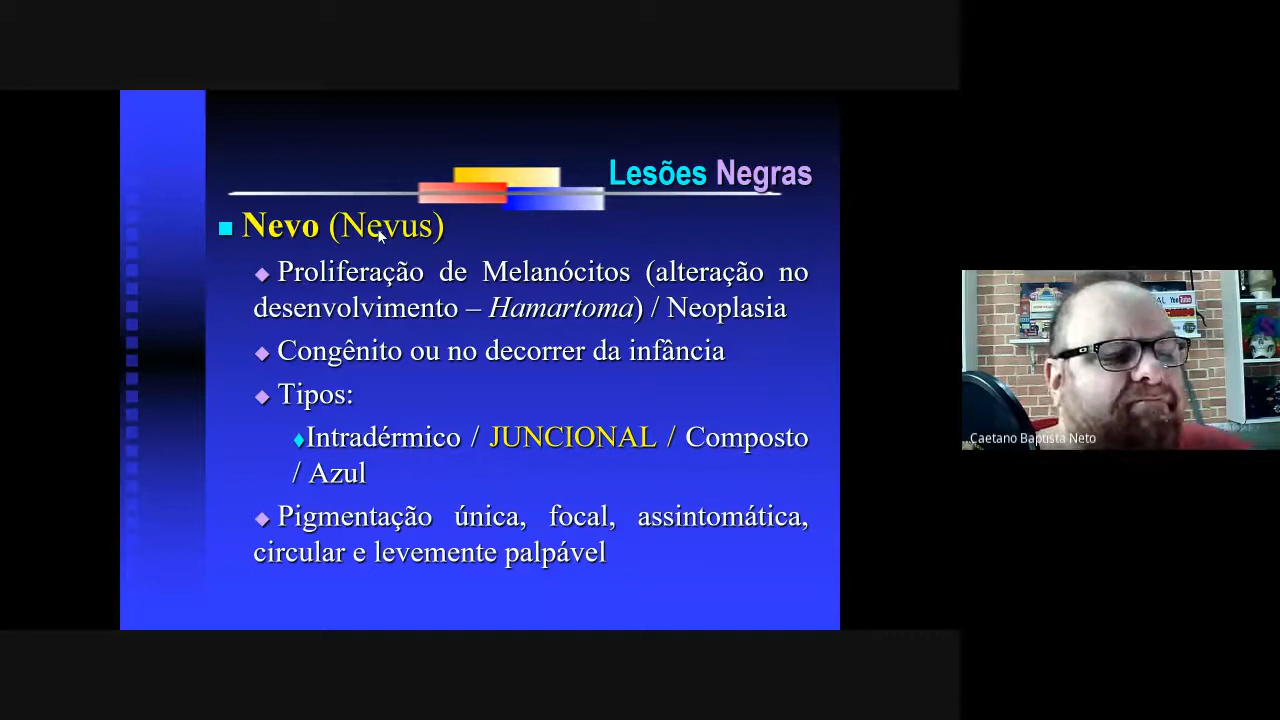 Lesões Negras
Nevo (Nevus)
Proliferação de Melanócitos (alteração no
desenvolvimento – Hamartoma) / Neoplasia
Congênito ou no decorrer da infância
Tipos:
Intradérmico / JUNCIONAL / Composto
/ Azul
Pigmentação única, focal, assintomática,
circular e levemente palpável
YouTube
Caetano Baptista Neto